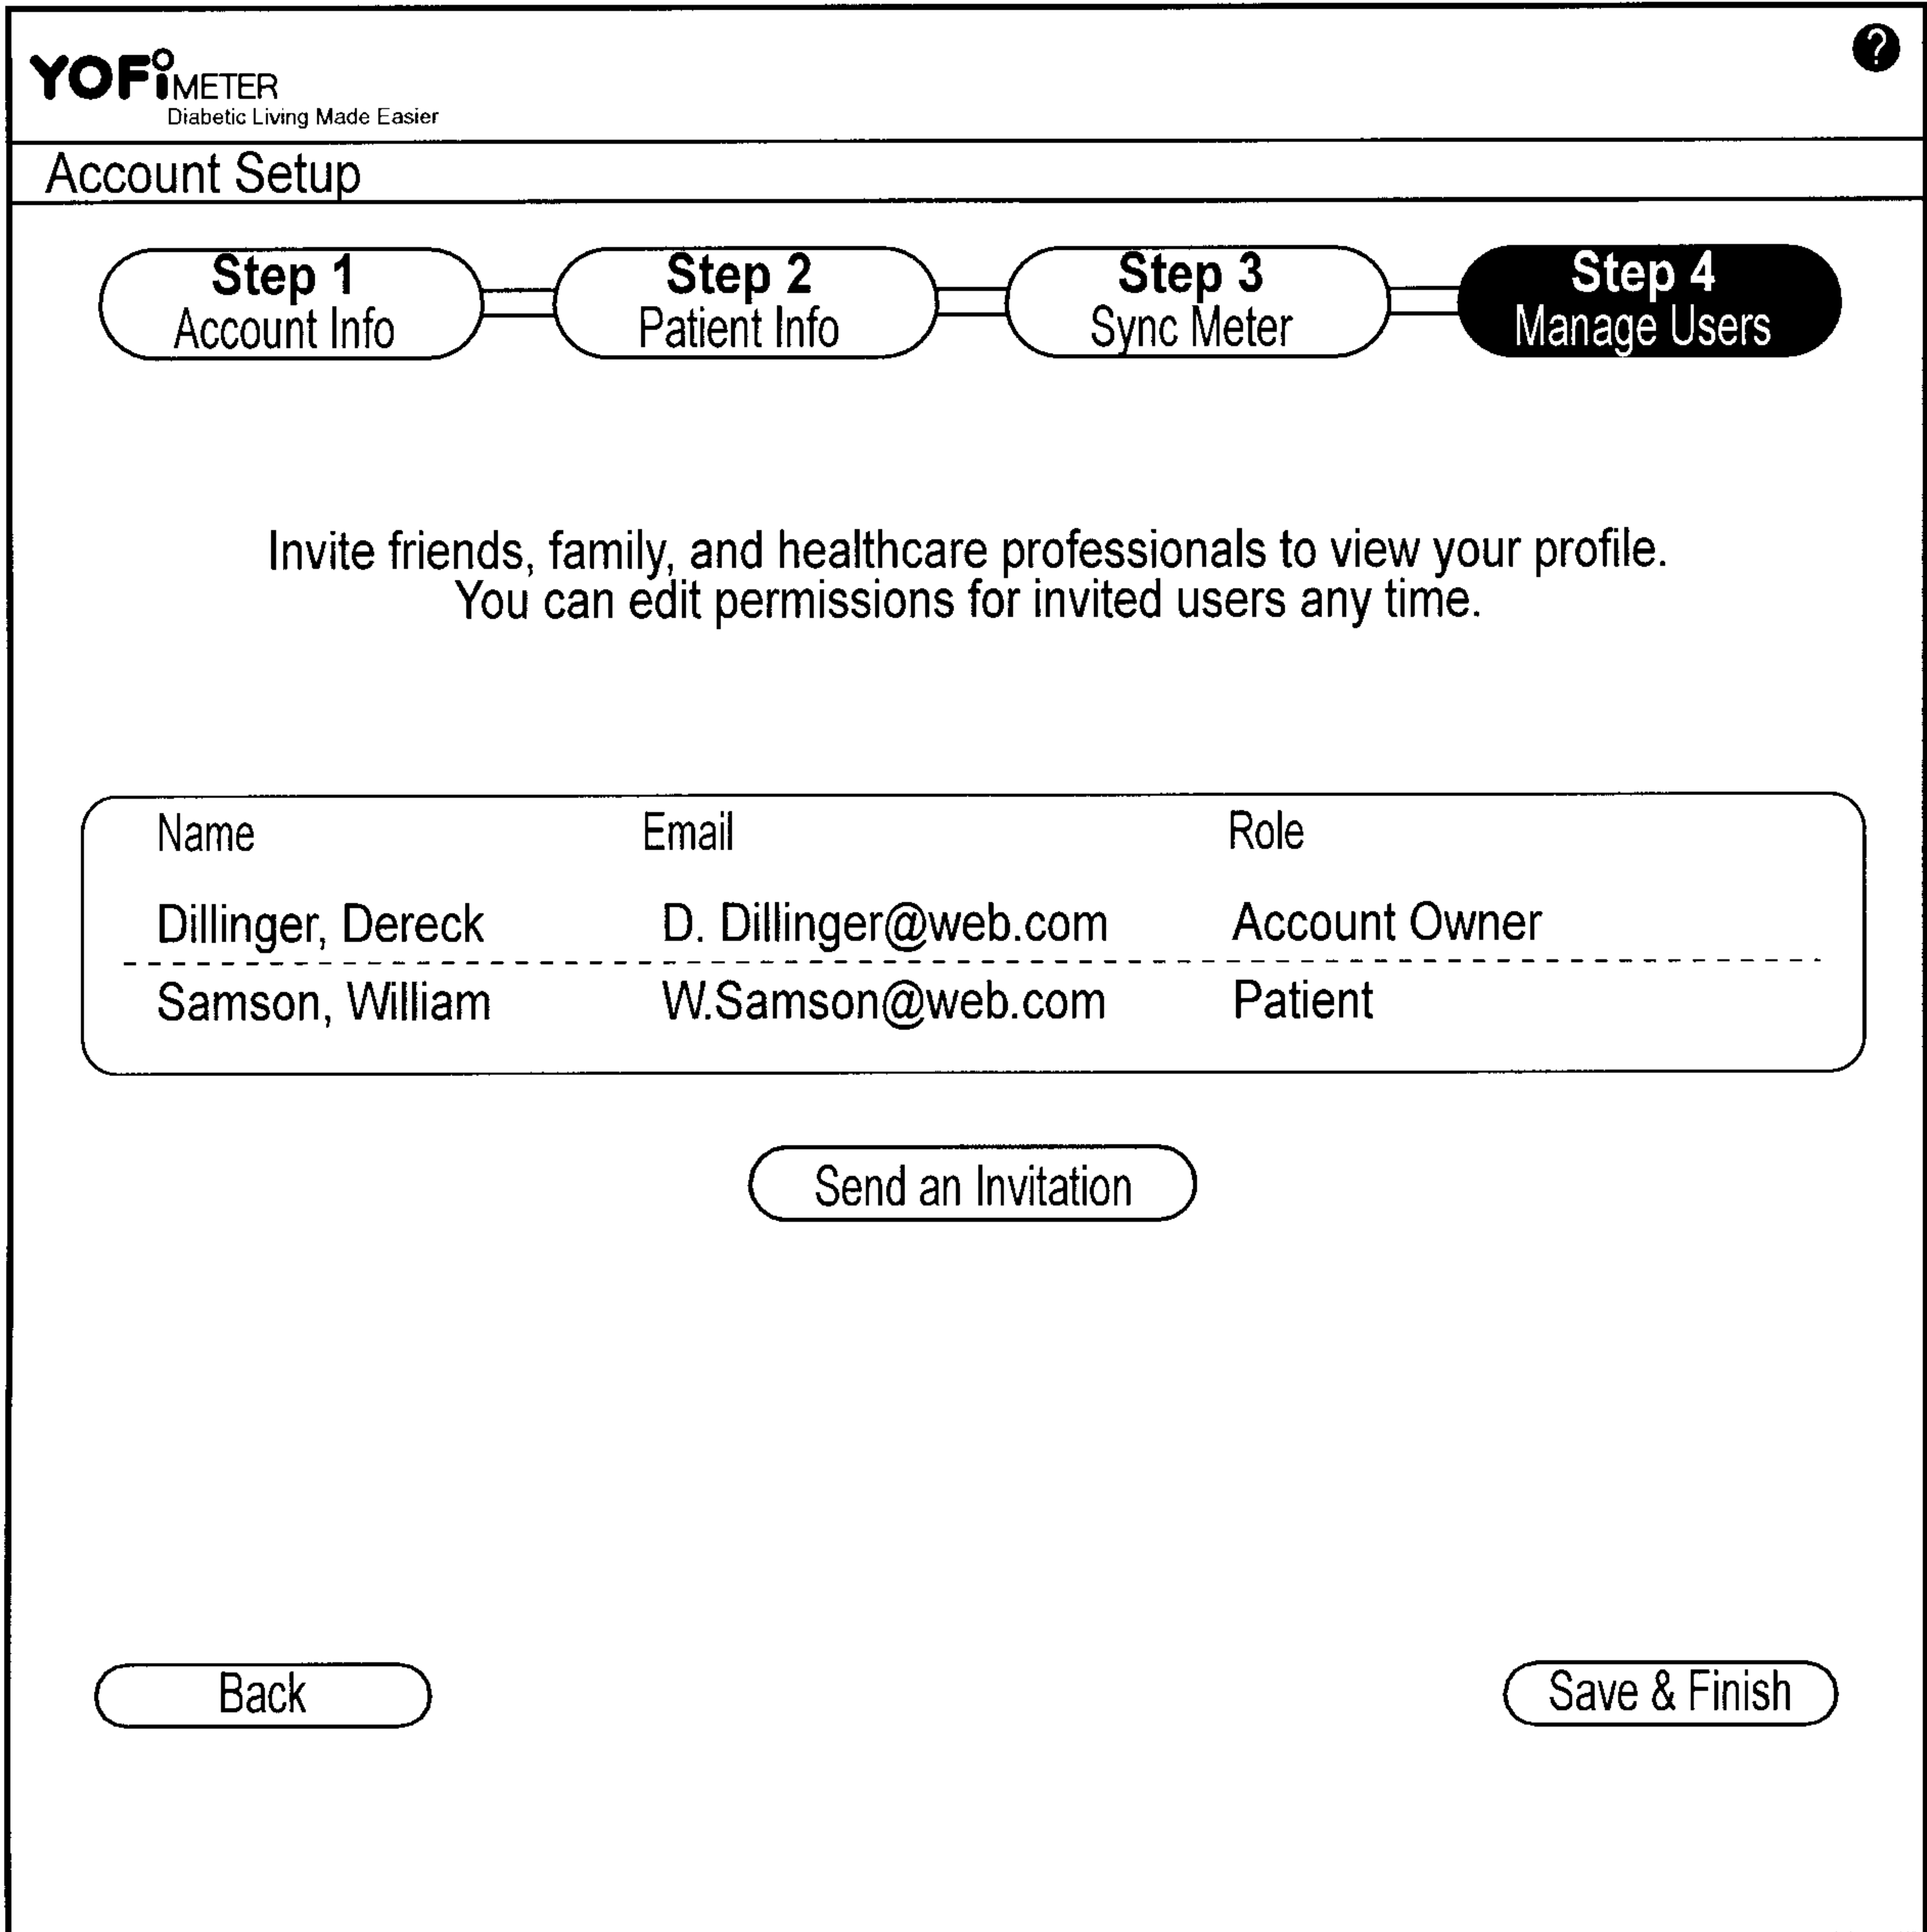 YOFiMETER
?
Diabetic Living Made Easier
Account Setup
Step 1
Account Info
Step 2
Patient Info
Step 3
Sync Meter
Step 4
Manage Users
Invite friends, family, and healthcare professionals to view your profile.
You can edit permissions for invited users any time.
Name Email Role
Dillinger, Dereck D. Dillinger@web.com Account Owner
Samson, William W.Samson@web.com Patient
Send an Invitation
Back Save & Finish